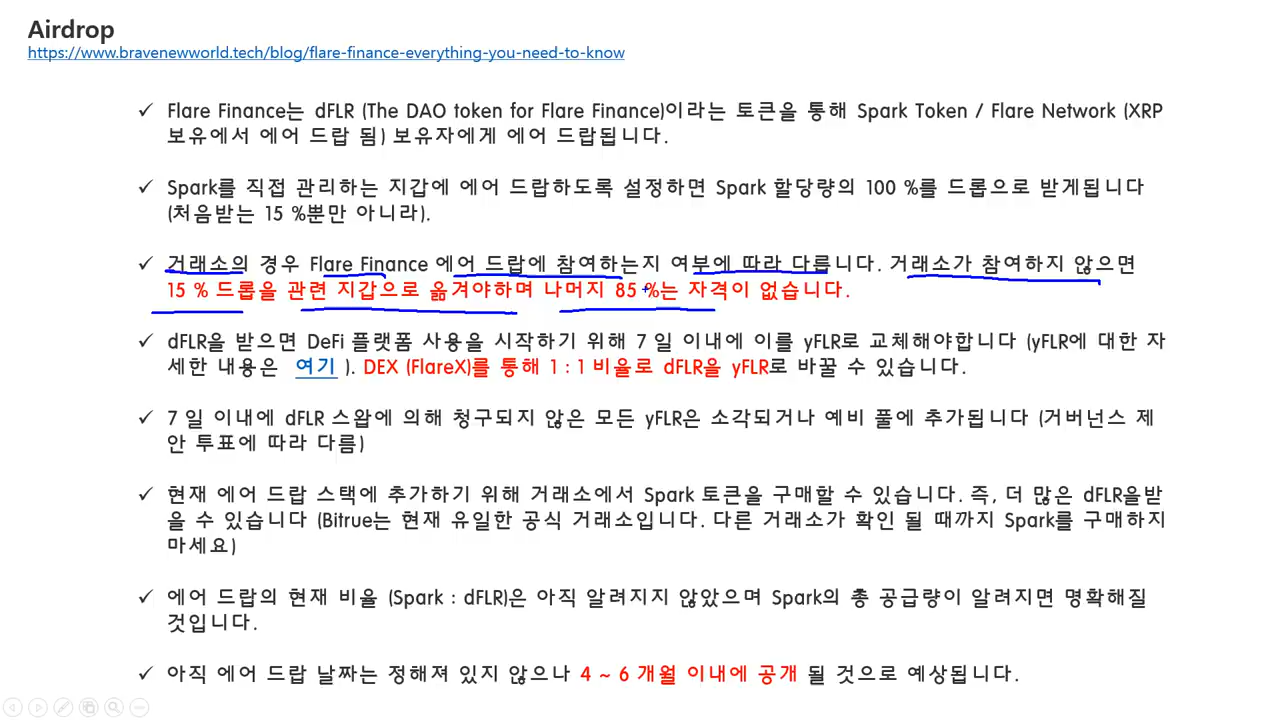 Airdrop
https://www.bravenewworld.tech/blog/flare-finance-everything-you-need-to-know
✓ Flare Finance는 dFLR (The DAO token for Flare Finance)이라는 토큰을 통해 Spark Token / Flare Network (XRP
보유에서 에어 드랍 됨) 보유자에게 에어 드랍됩니다.
✓ Spark를 직접 관리하는 지갑에 에어 드랍하도록 설정하면 Spark 할당량의 100 %를 드롭으로 받게됩니다
(처음받는 15 %뿐만 아니라).
✓ 거래소의 경우 Flare Finance 에어 드랍에 참여하는지 여부에 따라 다릅니다. 거래소가 참여하지 않으면
15 % 드롭을 관련 지갑으로 옮겨야하며 나머지 85 %는 자격이 없습니다.
✓ dFLR을 받으면 DeFi 플랫폼 사용을 시작하기 위해 7 일 이내에 이를 yFLR로 교체해야합니다 (yFLR에 대한 자
세한 내용은 여기 ). DEX (FlareX)를 통해 1 : 1 비율로 dFLR을 yFLR로 바꿀 수 있습니다.
✓ 7 일 이내에 dFLR 스왑에 의해 청구되지 않은 모든 yFLR은 소각되거나 예비 풀에 추가됩니다 (거버넌스 제
안 투표에 따라 다름)
✓ 현재 에어 드랍 스택에 추가하기 위해 거래소에서 Spark 토큰을 구매할 수 있습니다. 즉, 더 많은 dFLR을받
을 수 있습니다 (Bitrue는 현재 유일한 공식 거래소입니다. 다른 거래소가 확인 될 때까지 Spark를 구매하지
마세요)
✓ 에어 드랍의 현재 비율 (Spark : dFLR)은 아직 알려지지 않았으며 Spark의 총 공급량이 알려지면 명확해질
것입니다.
✓ 아직 에어 드랍 날짜는 정해져 있지 않으나 4 ~ 6 개월 이내에 공개 될 것으로 예상됩니다.